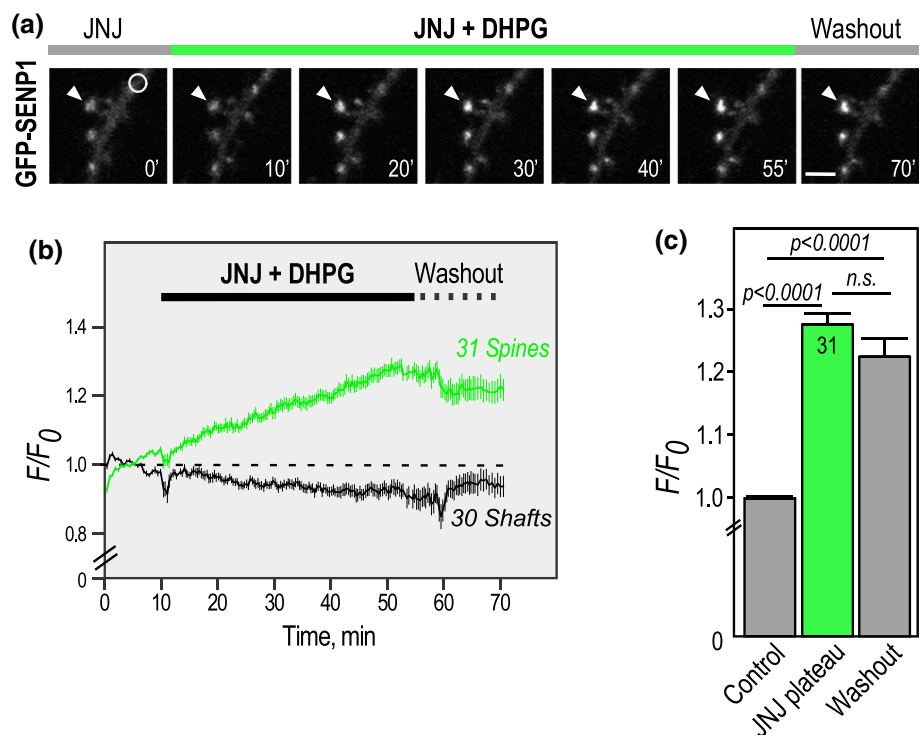 (a)
JNJ
JNJ + DHPG
Washout
GFP-SENP1
0' 10' 20' 30' 40' 55' 70'
(b)
JNJ + DHPG
Washout
31 Spines
30 Shafts
F/F0
1.4
1.2
1.0
0.8
0
0 10 20 30 40 50 60 70
Time, min
(c)
p<0.0001
p<0.0001
n.s.
31
F/F0
1.3
1.2
1.1
1.0
0
Control
JNJ plateau
Washout